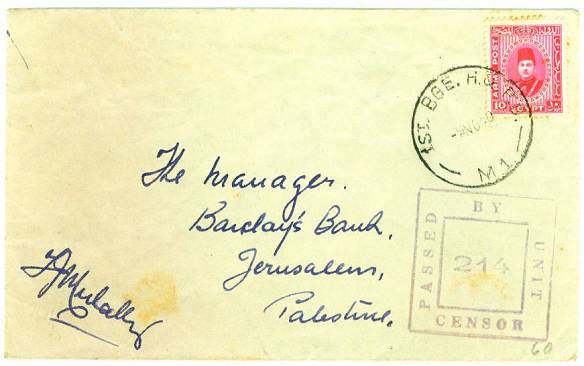 ARMY POST
10
EGYPT
1ST. BGE. H.Q.
M 1
The Manager.
Barclay's Bank,
Jerusalem,
Palestine.
PASSED BY UNIT CENSOR
214
60